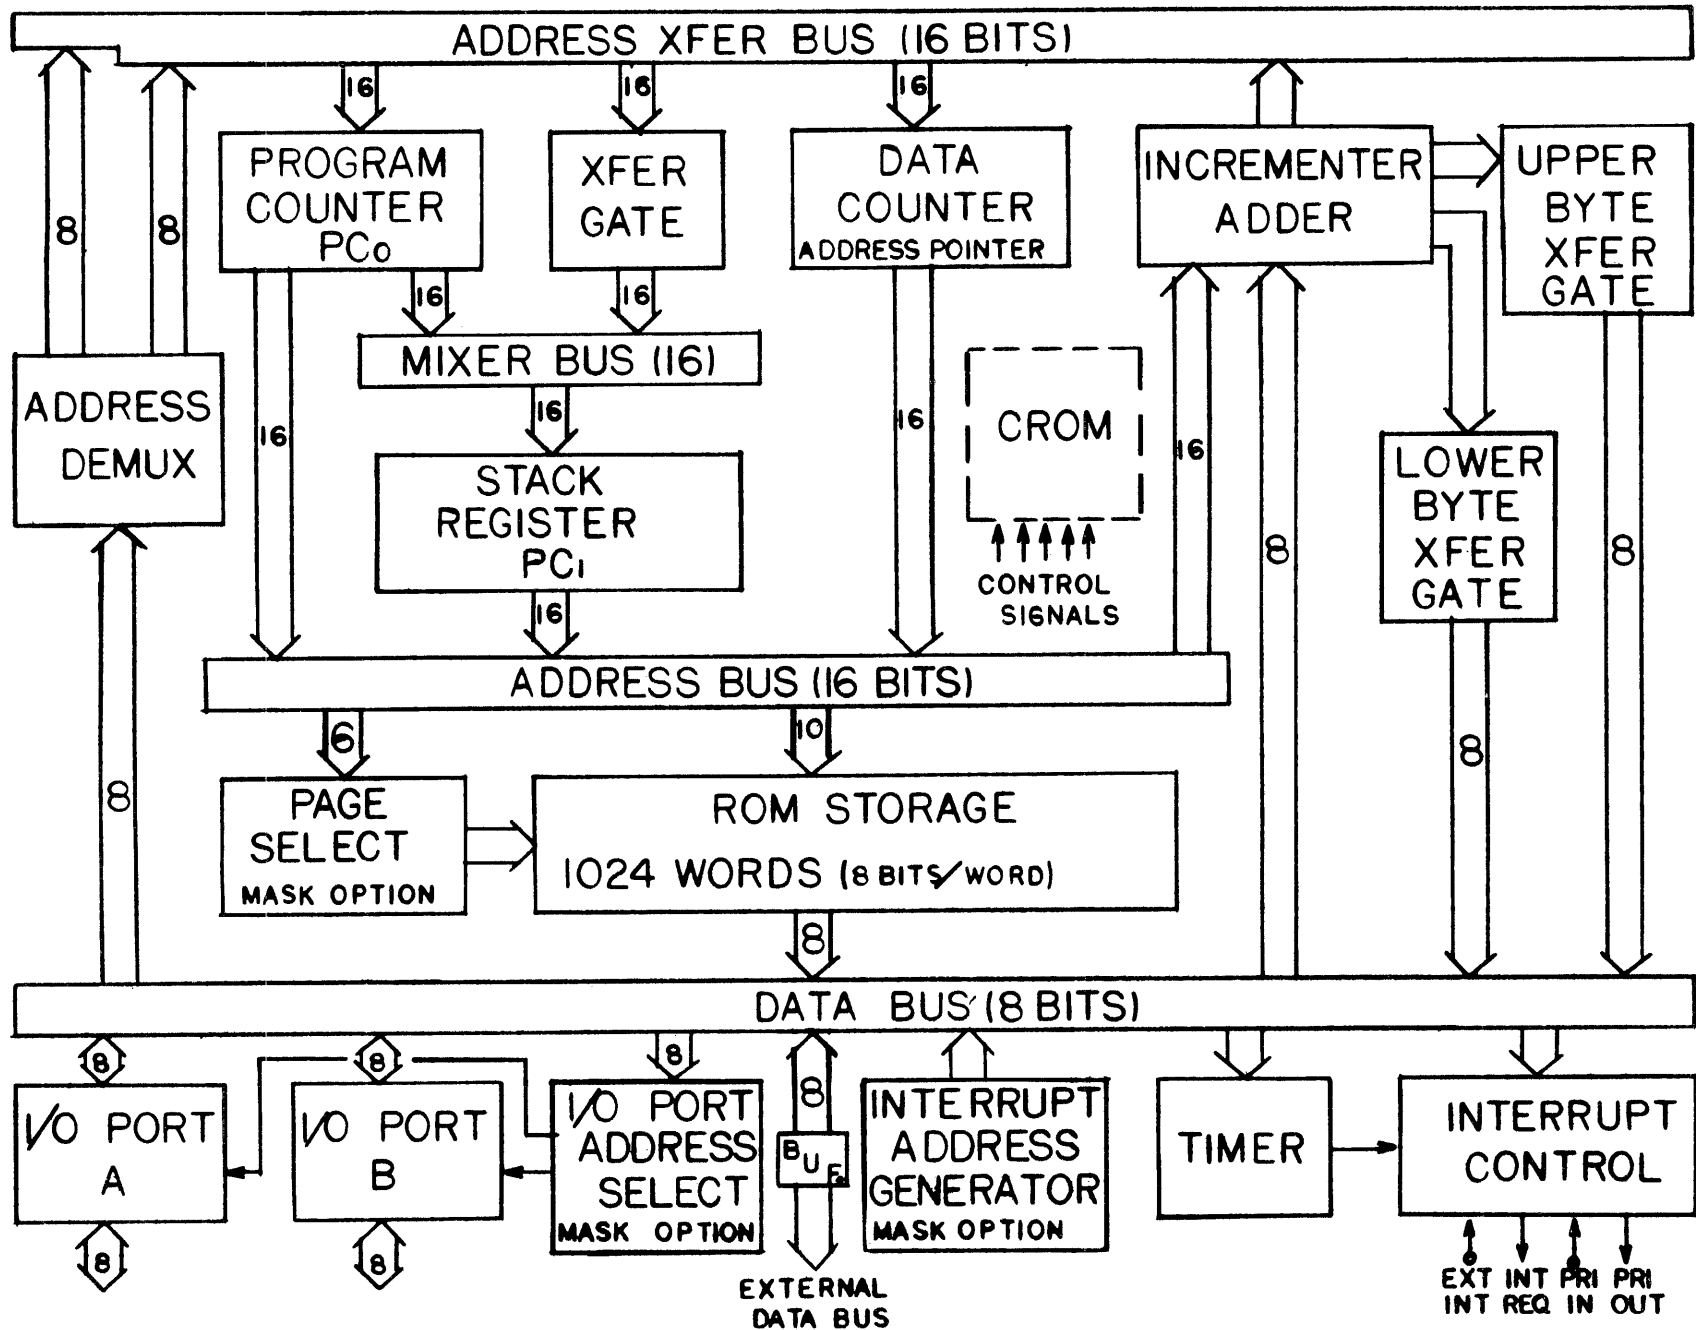 ADDRESS XFER BUS (16 BITS)
16
16
16
8
8
PROGRAM
COUNTER
PC0
XFER
GATE
DATA
COUNTER
ADDRESS POINTER
INCREMENTER
ADDER
UPPER
BYTE
XFER
GATE
16
16
MIXER BUS (16)
16
ADDRESS
DEMUX
16
16
CROM
CONTROL
SIGNALS
16
8
LOWER
BYTE
XFER
GATE
8
STACK
REGISTER
PC1
16
ADDRESS BUS (16 BITS)
6
10
8
8
PAGE
SELECT
MASK OPTION
ROM STORAGE
1024 WORDS (8 BITS/WORD)
8
DATA BUS (8 BITS)
8
8
8
8
I/O PORT
A
I/O PORT
B
I/O PORT
ADDRESS
SELECT
MASK OPTION
BUF.
INTERRUPT
ADDRESS
GENERATOR
MASK OPTION
TIMER
INTERRUPT
CONTROL
8
8
EXTERNAL
DATA BUS
EXT INT PRI PRI
INT REQ IN OUT